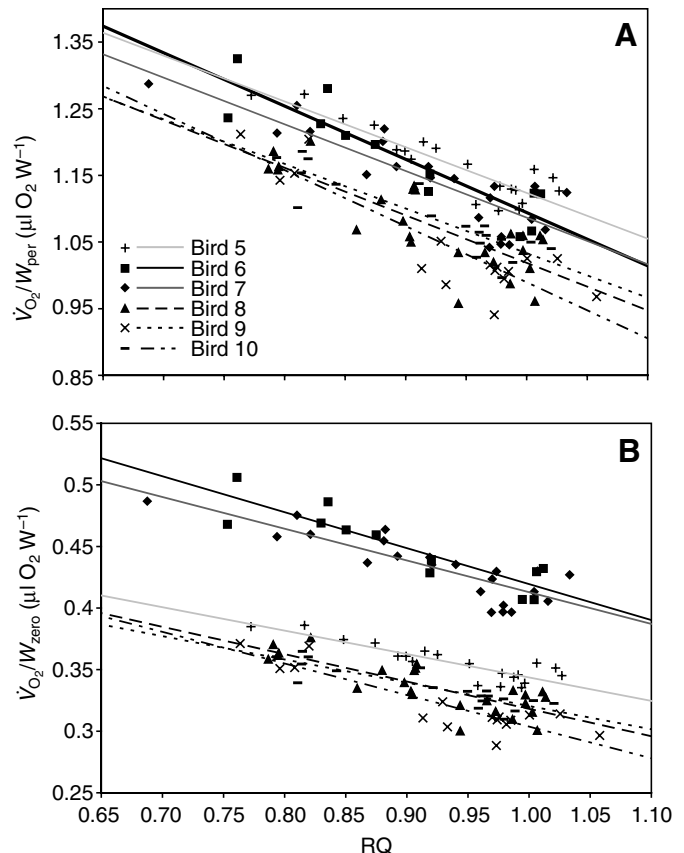 A
1.35
1.25
1.15
1.05
0.95
0.85
V̇O₂/Wper (µl O₂ W⁻¹)
Bird 5
Bird 6
Bird 7
Bird 8
Bird 9
Bird 10
B
0.55
0.5
0.45
0.4
0.35
0.3
0.25
V̇O₂/Wzero (µl O₂ W⁻¹)
0.65 0.70 0.75 0.80 0.85 0.90 0.95 1.00 1.05 1.10
RQ